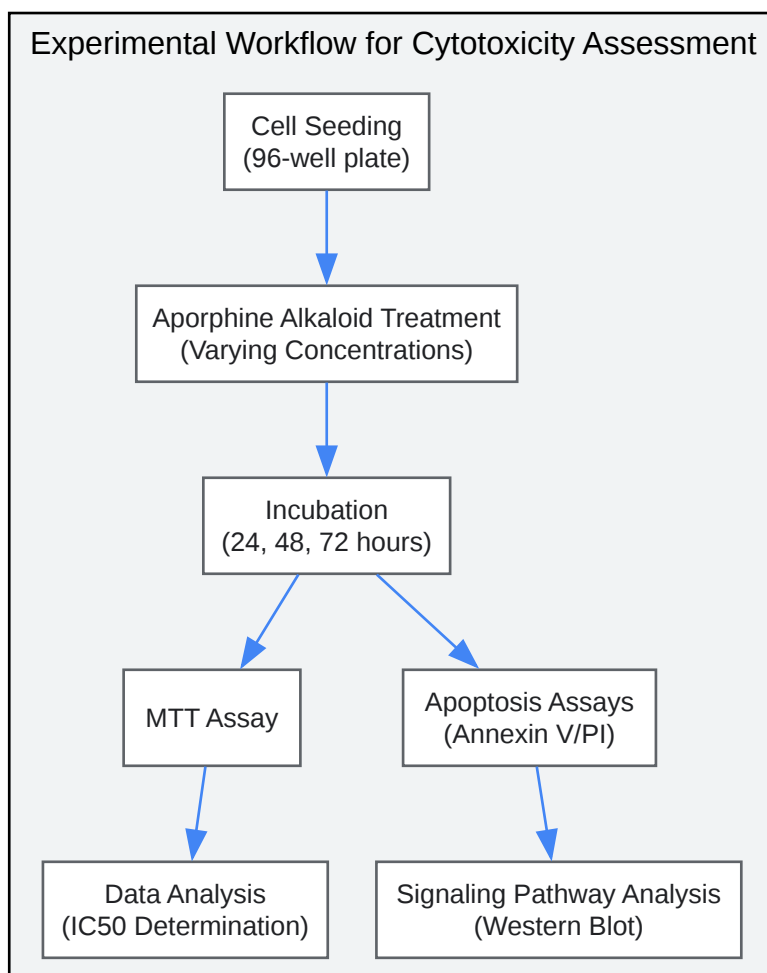 Experimental Workflow for Cytotoxicity Assessment
Cell Seeding
(96-well plate)
Aporphine Alkaloid Treatment
(Varying Concentrations)
Incubation
(24, 48, 72 hours)
MTT Assay
Apoptosis Assays
(Annexin V/PI)
Data Analysis
(IC50 Determination)
Signaling Pathway Analysis
(Western Blot)